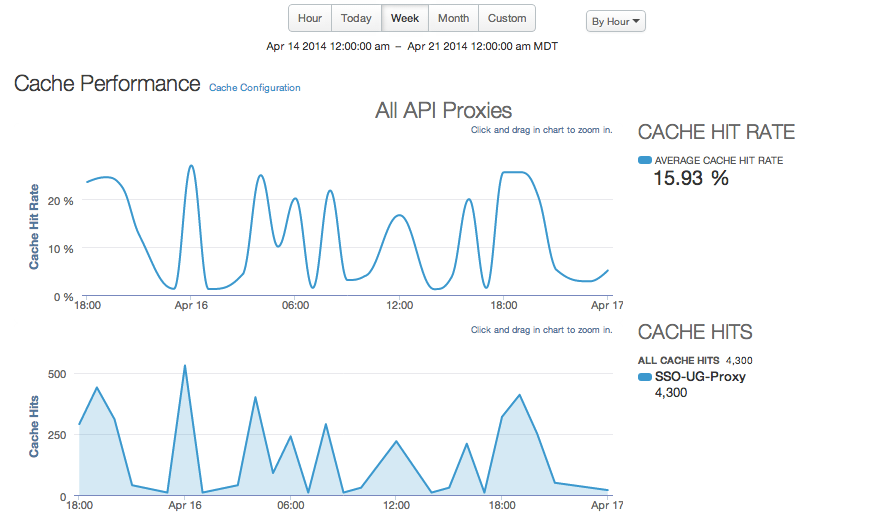 Hour Today Week Month Custom By Hour
Apr 14 2014 12:00:00 am – Apr 21 2014 12:00:00 am MDT
Cache Performance Cache Configuration
All API Proxies
Click and drag in chart to zoom in.
CACHE HIT RATE
AVERAGE CACHE HIT RATE
15.93 %
Cache Hit Rate
20 %
10 %
0 %
18:00 Apr 16 06:00 12:00 18:00 Apr 17
Click and drag in chart to zoom in.
CACHE HITS
ALL CACHE HITS 4,300
SSO-UG-Proxy
4,300
Cache Hits
500
250
0
18:00 Apr 16 06:00 12:00 18:00 Apr 17